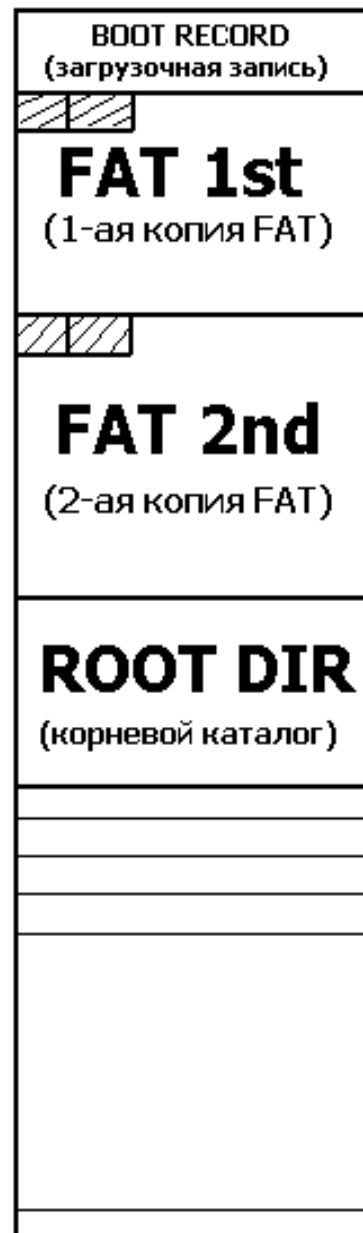 BOOT RECORD
(загрузочная запись)
FAT 1st
(1-ая копия FAT)
FAT 2nd
(2-ая копия FAT)
ROOT DIR
(корневой каталог)